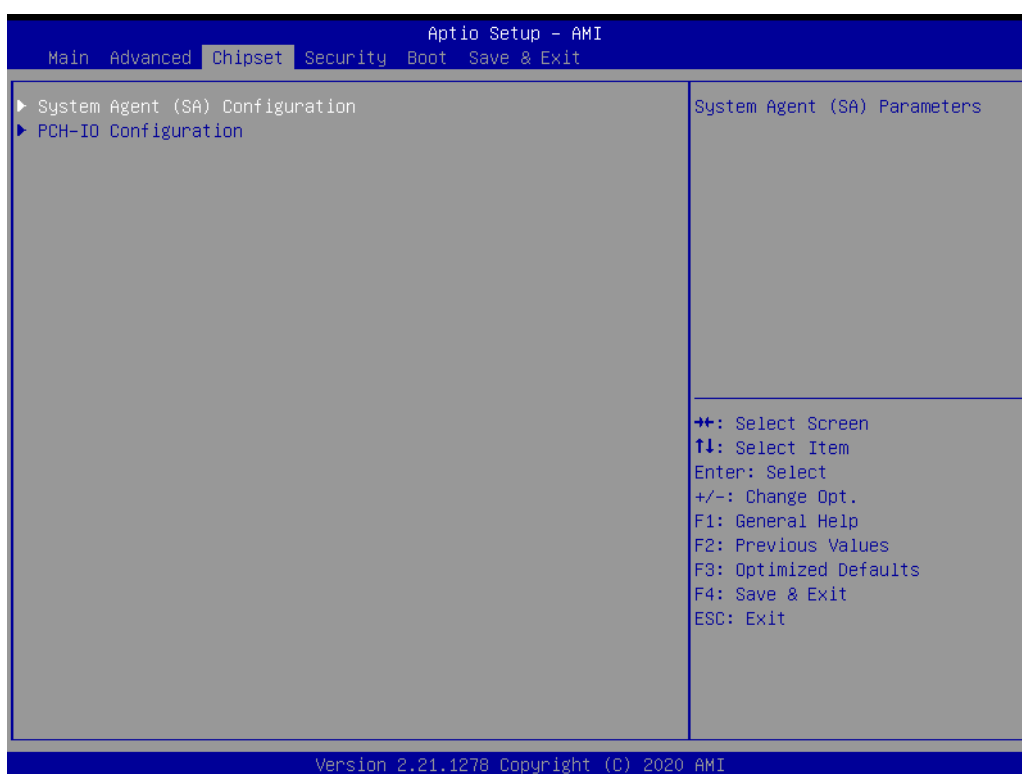 Aptio Setup – AMI
Main Advanced Chipset Security Boot Save & Exit
▶ System Agent (SA) Configuration
▶ PCH-IO Configuration
System Agent (SA) Parameters
→←: Select Screen
↑↓: Select Item
Enter: Select
+/-: Change Opt.
F1: General Help
F2: Previous Values
F3: Optimized Defaults
F4: Save & Exit
ESC: Exit
Version 2.21.1278 Copyright (C) 2020 AMI